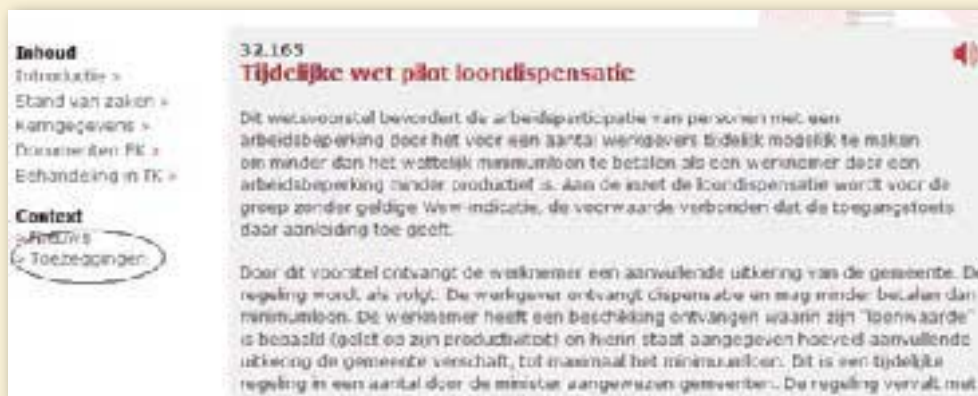 Inhoud
Introductie »
Stand van zaken »
Kerngegevens »
Documenten EK »
Behandeling in TK »
Context
» Nieuws
» Toezeggingen
32.165
Tijdelijke wet pilot loondispensatie
Dit wetsvoorstel bevordert de arbeidsparticipatie van personen met een
arbeidsbeperking door het voor een aantal werkgevers tijdelijk mogelijk te maken
om minder dan het wettelijk minimumloon te betalen als een werknemer door een
arbeidsbeperking minder productief is. Aan de inzet de loondispensatie wordt voor de
groep zonder geldige Wsw-indicatie, de voorwaarde verbonden dat de toegangstoets
daar aanleiding toe geeft.
Door dit voorstel ontvangt de werknemer een aanvullende uitkering van de gemeente. De
regeling wordt als volgt. De werkgever ontvangt dispensatie en mag minder betalen dan
minimumloon. De werknemer heeft een beschikking ontvangen waarin zijn "loonwaarde"
is bepaald (gelet op zijn productiviteit) en hierin staat aangegeven hoeveel aanvullende
uitkering de gemeente verschaft, tot maximaal het minimumloon. Dit is een tijdelijke
regeling in een aantal door de minister aangewezen gemeenten. De regeling vervalt met